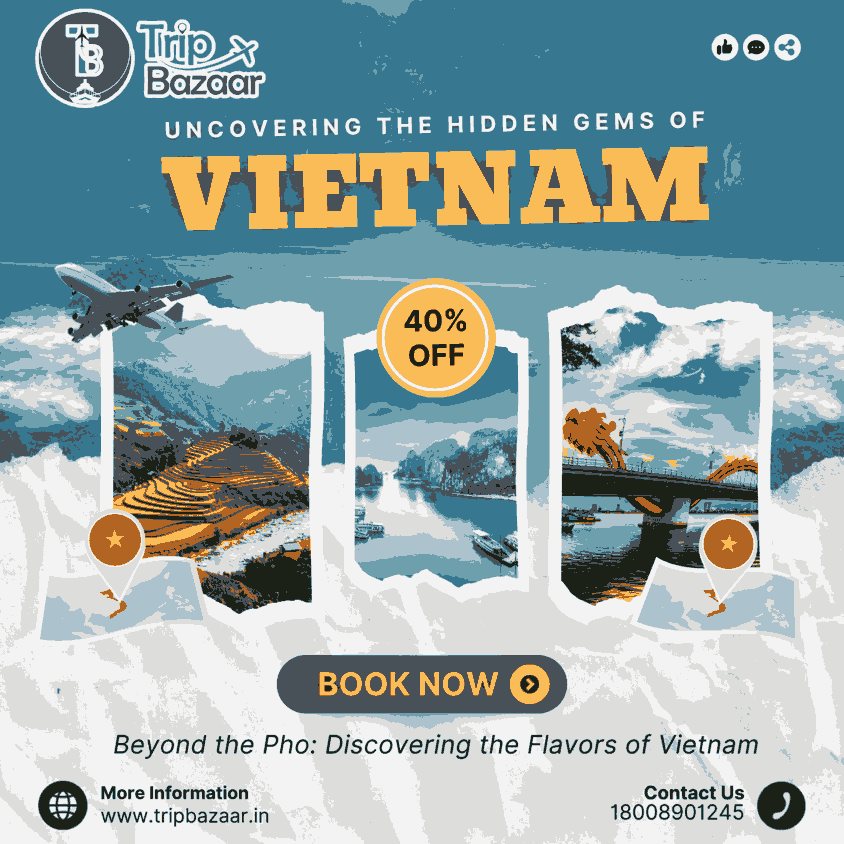 TB
Trip
Bazaar
UNCOVERING THE HIDDEN GEMS OF
VIETNAM
40%
OFF
BOOK NOW
Beyond the Pho: Discovering the Flavors of Vietnam
More Information
www.tripbazaar.in
Contact Us
18008901245